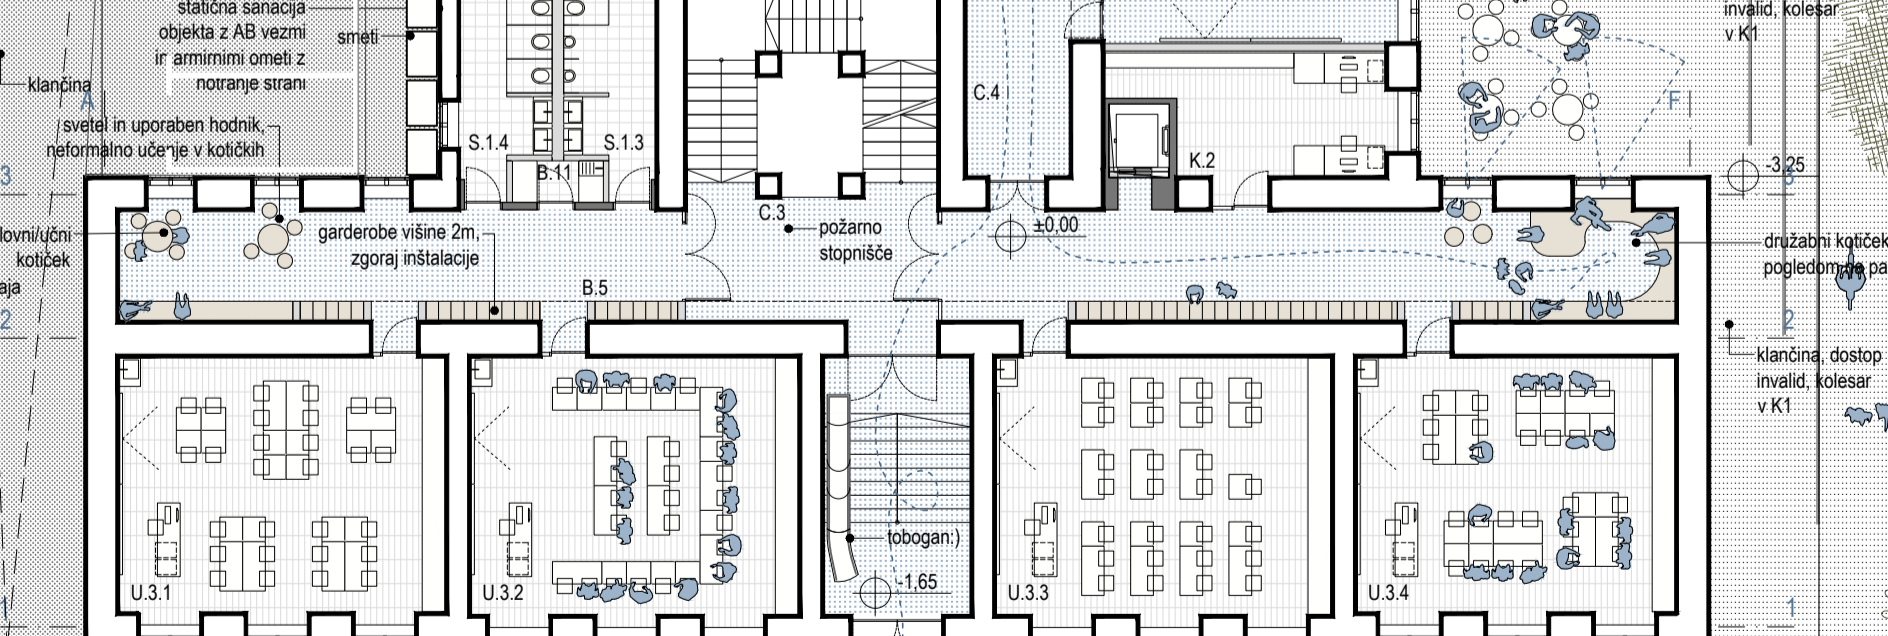 statična sanacija
objekta z AB vezmi
in armirnimi ometi z
notranje strani
smeti
klančina
A
svetel in uporaben hodnik,
neformalno učenje v kotičkih
S.1.4
S.1.3
B.11
C.4
K.2
invalid, kolesar
v K1
F
-3,25
3
3
lovni/učni
kotiček
aja
2
garderobe višine 2m,
zgoraj inštalacije
C.3
požarno
stopnišče
±0,00
B.5
družabni kotiček
pogledom na pa
2
klančina, dostop
invalid, kolesar
v K1
tobogan:)
-1,65
U.3.1
U.3.2
U.3.3
U.3.4
1
1